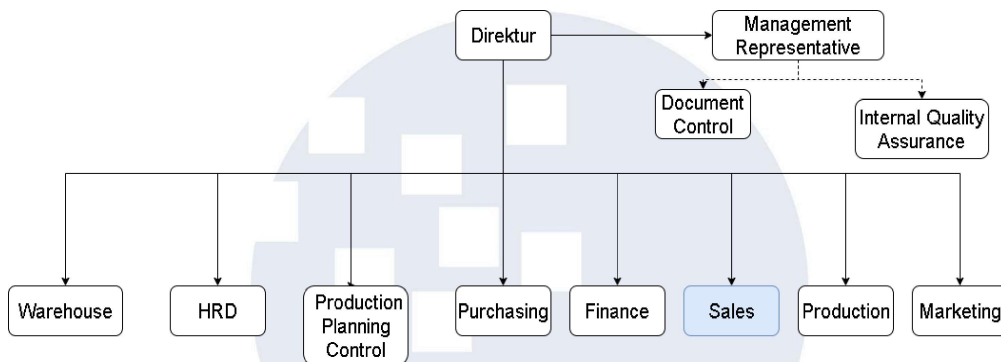 Direktur
Management
Representative
Document
Control
Internal Quality
Assurance
Warehouse
HRD
Production
Planning
Control
Purchasing
Finance
Sales
Production
Marketing